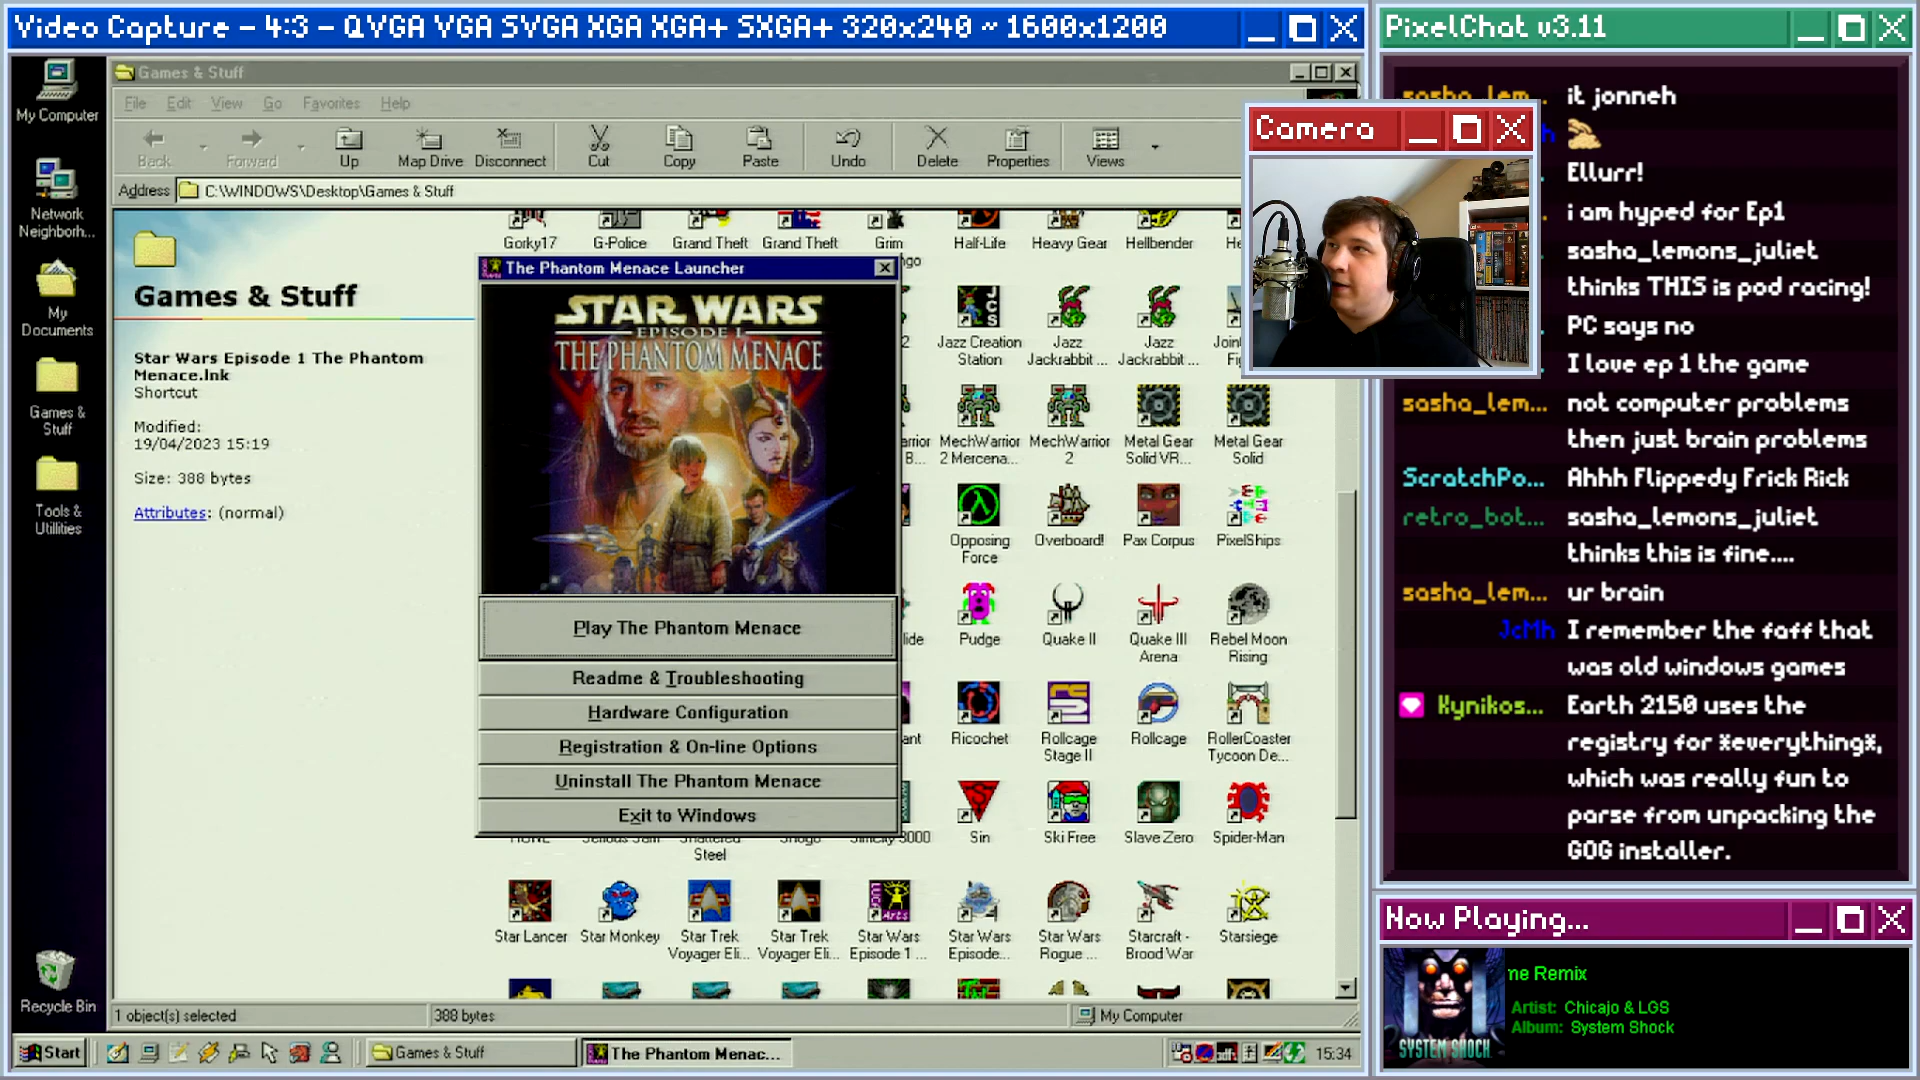 Video Capture - 4:3 - QVGA VGA SVGA XGA XGA+ SXGA+ 320x240 ~ 1600x1200
My Computer
Network
Neighborh...
My
Documents
Games &
Stuff
Tools &
Utilities
Recycle Bin
Games & Stuff
File Edit View Go Favorites Help
Back Forward Up Map Drive Disconnect Cut Copy Paste Undo Delete Properties Views
Address C:\WINDOWS\Desktop\Games & Stuff
Games & Stuff
Star Wars Episode 1 The Phantom
Menace.lnk
Shortcut
Modified:
19/04/2023 15:19
Size: 388 bytes
Attributes: (normal)
Gorky17 G-Police Grand Theft Grand Theft Grim Half-Life Heavy Gear Hellbender He
ngo
The Phantom Menace Launcher
STAR WARS
EPISODE I
THE PHANTOM MENACE
Play The Phantom Menace
Readme & Troubleshooting
Hardware Configuration
Registration & On-line Options
Uninstall The Phantom Menace
Exit to Windows
2 Jazz Creation Jazz Jazz
Station Jackrabbit ... Jackrabbit ...
MechWarrior MechWarrior Metal Gear Metal Gear
2 Mercena... 2 Solid VR... Solid
Opposing Overboard! Pax Corpus PixelShips
Force
lide Pudge Quake II Quake III Rebel Moon
Arena Rising
ant Ricochet Rollcage Rollcage RollerCoaster
Stage II Tycoon De...
Sin Ski Free Slave Zero Spider-Man
Steel
Star Lancer Star Monkey Star Trek Star Trek Star Wars Star Wars Star Wars Starcraft - Starsiege
Voyager Eli... Voyager Eli... Episode 1 ... Episode... Rogue ... Brood War
1 object(s) selected 388 bytes My Computer
Start Games & Stuff The Phantom Menac... 15:34
Camera
PixelChat v3.11
sasha_lem... it jonneh
h
Ellurr!
i am hyped for Ep1
sasha_lemons_juliet
thinks THIS is pod racing!
PC says no
I love ep 1 the game
sasha_lem... not computer problems
then just brain problems
ScratchPo... Ahhh Flippedy Frick Rick
retro_bot... sasha_lemons_juliet
thinks this is fine....
sasha_lem... ur brain
JcMh I remember the faff that
was old windows games
Kynikos... Earth 2150 uses the
registry for *everything*,
which was really fun to
parse from unpacking the
GOG installer.
Now Playing...
SYSTEM SHOCK
me Remix
Artist: Chicajo & LGS
Album: System Shock